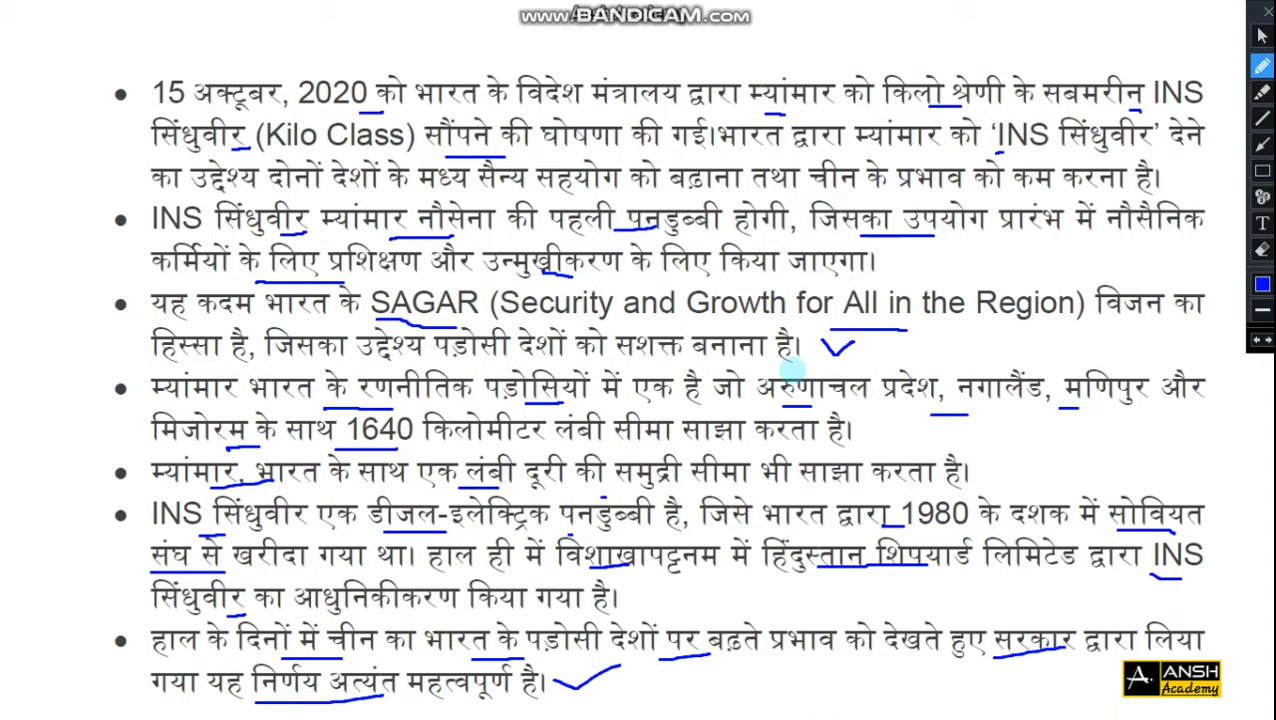 www.BANDICAM.com
15 अक्टूबर, 2020 को भारत के विदेश मंत्रालय द्वारा म्यांमार को किलो श्रेणी के सबमरीन INS
सिंधुवीर (Kilo Class) सौंपने की घोषणा की गई।भारत द्वारा म्यांमार को ‘INS सिंधुवीर’ देने
का उद्देश्य दोनों देशों के मध्य सैन्य सहयोग को बढ़ाना तथा चीन के प्रभाव को कम करना है।
INS सिंधुवीर म्यांमार नौसेना की पहली पनडुब्बी होगी, जिसका उपयोग प्रारंभ में नौसैनिक
कर्मियों के लिए प्रशिक्षण और उन्मुखीकरण के लिए किया जाएगा।
यह कदम भारत के SAGAR (Security and Growth for All in the Region) विजन का
हिस्सा है, जिसका उद्देश्य पड़ोसी देशों को सशक्त बनाना है।
म्यांमार भारत के रणनीतिक पड़ोसियों में एक है जो अरुणाचल प्रदेश, नगालैंड, मणिपुर और
मिजोरम के साथ 1640 किलोमीटर लंबी सीमा साझा करता है।
म्यांमार, भारत के साथ एक लंबी दूरी की समुद्री सीमा भी साझा करता है।
INS सिंधुवीर एक डीजल-इलेक्ट्रिक पनडुब्बी है, जिसे भारत द्वारा 1980 के दशक में सोवियत
संघ से खरीदा गया था। हाल ही में विशाखापट्टनम में हिंदुस्तान शिपयार्ड लिमिटेड द्वारा INS
सिंधुवीर का आधुनिकीकरण किया गया है।
हाल के दिनों में चीन का भारत के पड़ोसी देशों पर बढ़ते प्रभाव को देखते हुए सरकार द्वारा लिया
गया यह निर्णय अत्यंत महत्वपूर्ण है।
A. ANSH
Academy